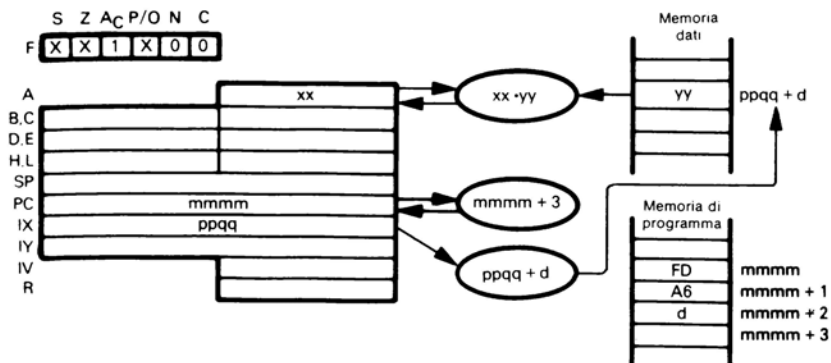 S Z AC P/O N C
F X X 1 X 0 0
Memoria
dati
A xx
xx • yy
yy
ppqq + d
B.C
D.E
H.L
SP
PC mmmm
mmmm + 3
IX ppqq
IY
IV
R
ppqq + d
Memoria di
programma
FD mmmm
A6 mmmm + 1
d mmmm + 2
mmmm + 3